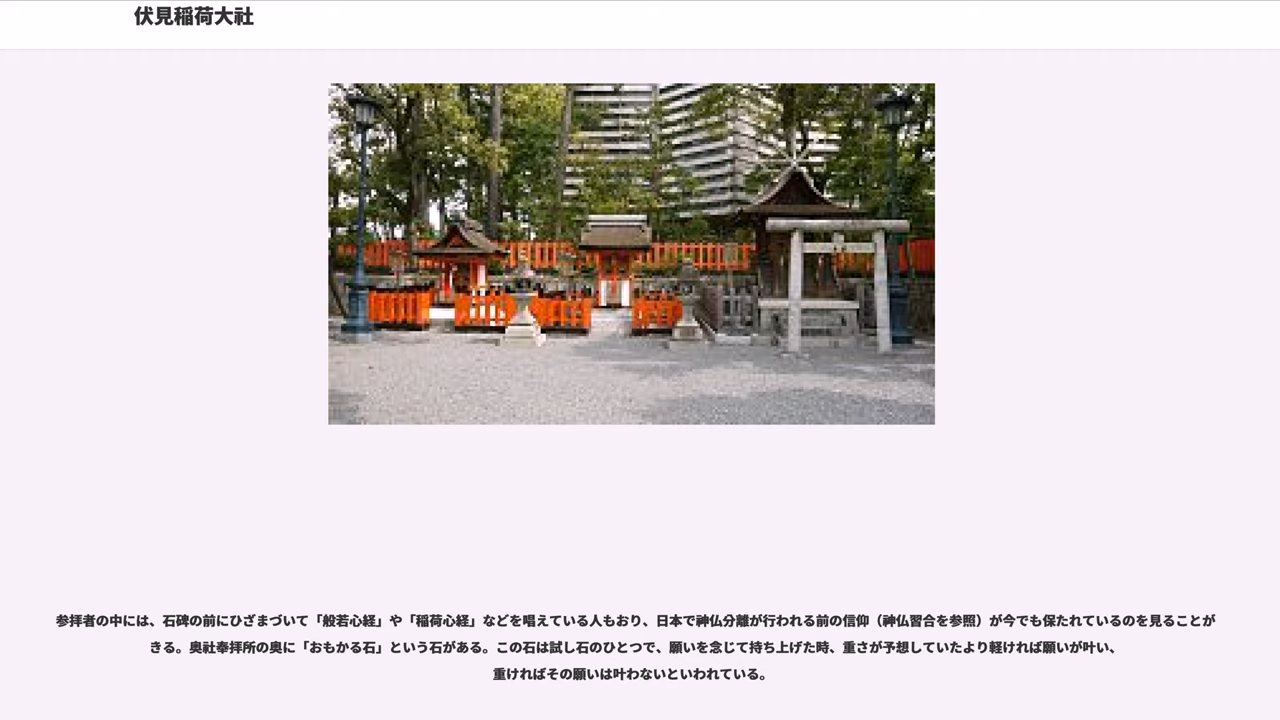 伏見稲荷大社
参拝者の中には、石碑の前にひざまづいて「般若心経」や「稲荷心経」などを唱えている人もおり、日本で神仏分離が行われる前の信仰（神仏習合を参照）が今でも保たれているのを見ることが
きる。奥社奉拝所の奥に「おもかる石」という石がある。この石は試し石のひとつで、願いを念じて持ち上げた時、重さが予想していたより軽ければ願いが叶い、
重ければその願いは叶わないといわれている。